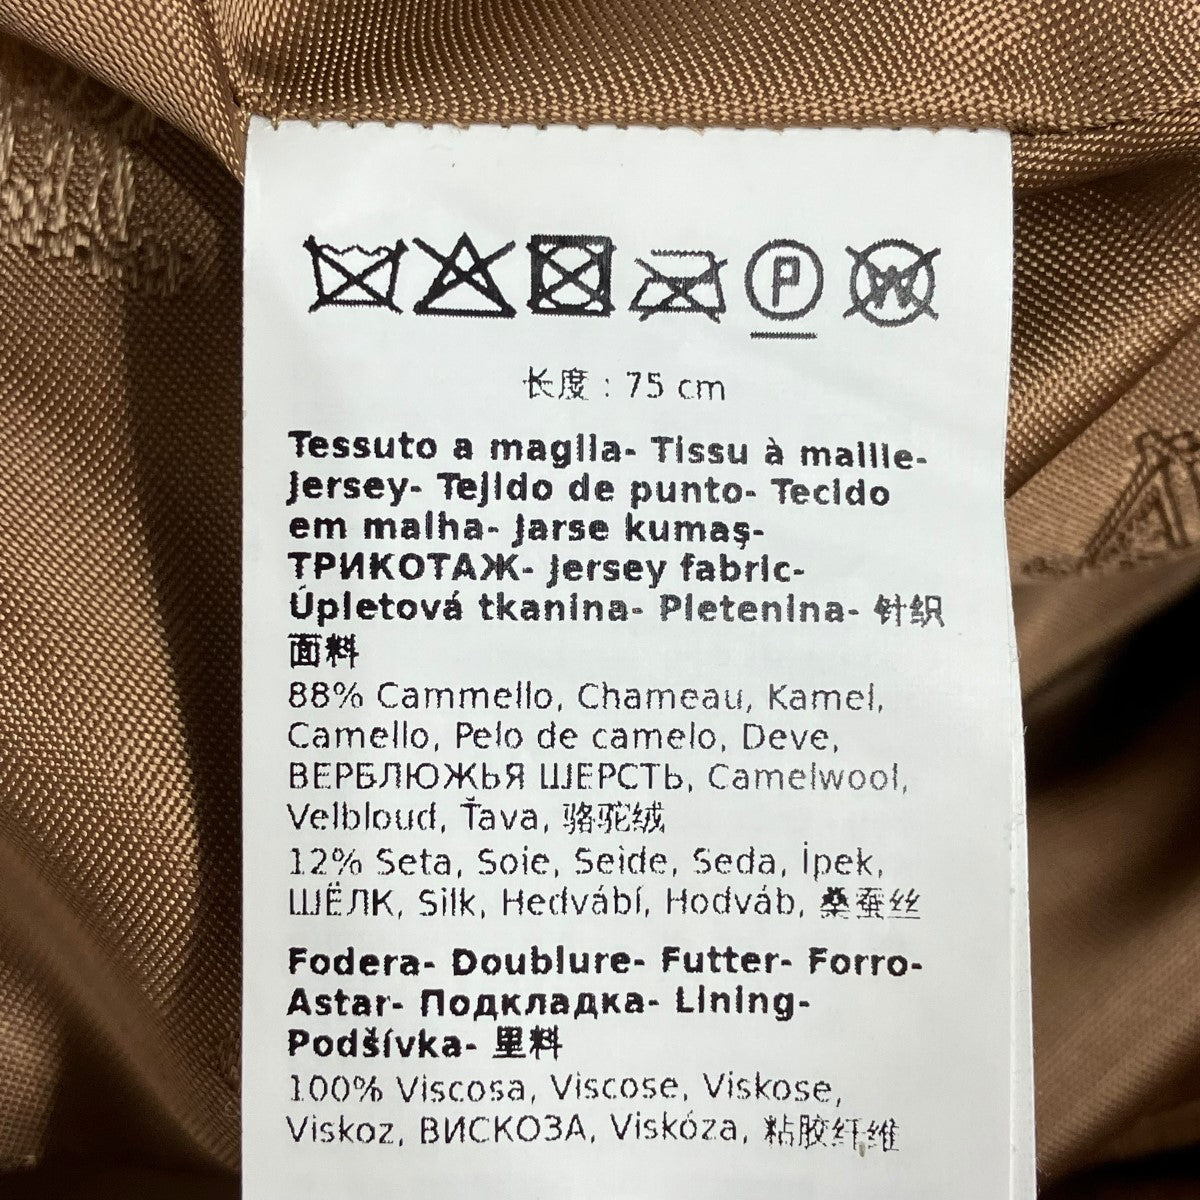 P
W
长度 : 75 cm
Tessuto a maglia- Tissu à maille-
Jersey- Tejido de punto- Tecido
em malha- Jarse kumaş-
ТРИКОТАЖ- Jersey fabric-
Úpletová tkanina- Pletenina- 针织
面料
88% Cammello, Chameau, Kamel,
Camello, Pelo de camelo, Deve,
ВЕРБЛЮЖЬЯ ШЕРСТЬ, Camelwool,
Velbloud, Ťava, 骆驼绒
12% Seta, Soie, Seide, Seda, İpek,
ШЁЛК, Silk, Hedvábí, Hodváb, 桑蚕丝
Fodera- Doublure- Futter- Forro-
Astar- Подкладка- Lining-
Podšívka- 里料
100% Viscosa, Viscose, Viskose,
Viskoz, ВИСКОЗА, Viskóza, 粘胶纤维